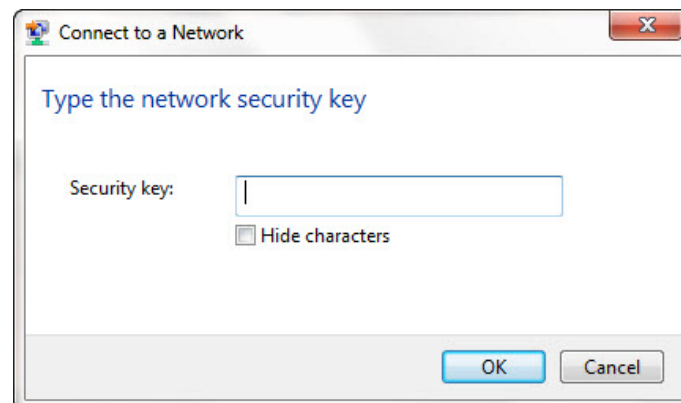 Connect to a Network
Type the network security key
Security key:
Hide characters
OK Cancel